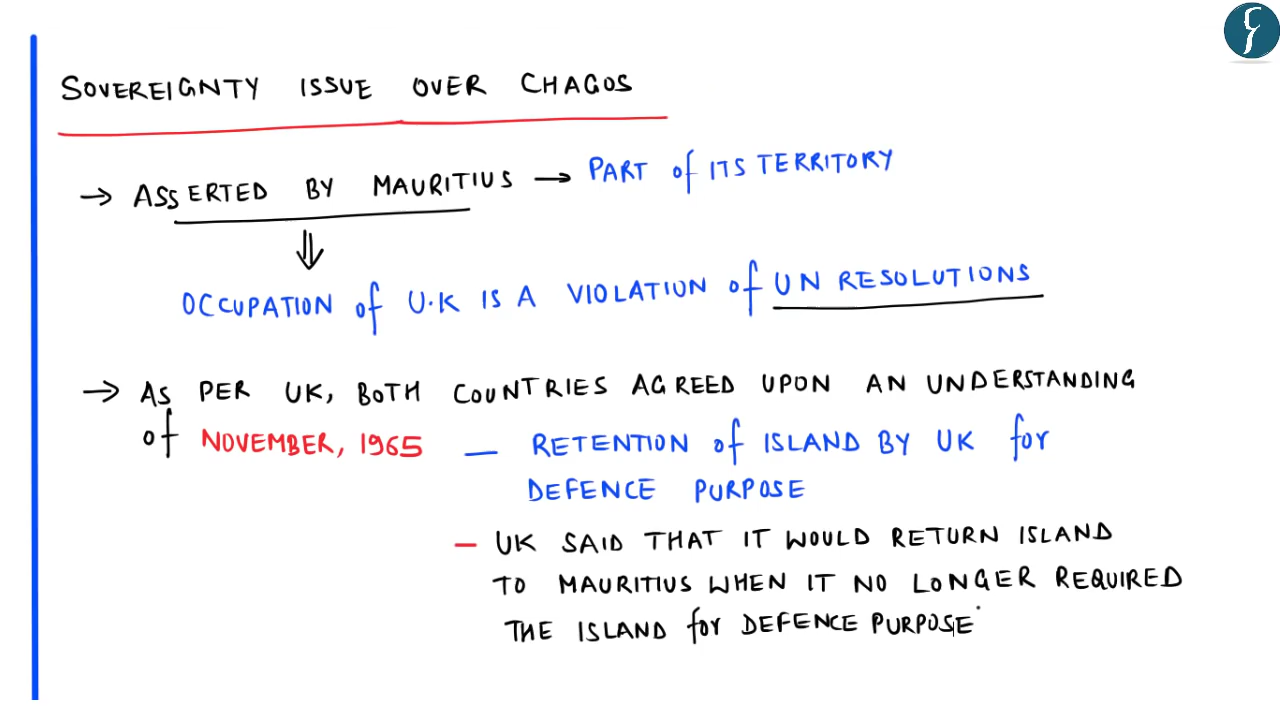 SOVEREIGNTY ISSUE OVER CHAGOS
→ ASSERTED BY MAURITIUS → PART of ITS TERRITORY
OCCUPATION of U.K IS A VIOLATION of UN RESOLUTIONS
→ AS PER UK, BOTH COUNTRIES AGREED UPON AN UNDERSTANDING
of NOVEMBER, 1965 — RETENTION of ISLAND BY UK for
DEFENCE PURPOSE
— UK SAID THAT IT WOULD RETURN ISLAND
TO MAURITIUS WHEN IT NO LONGER REQUIRED
THE ISLAND for DEFENCE PURPOSE